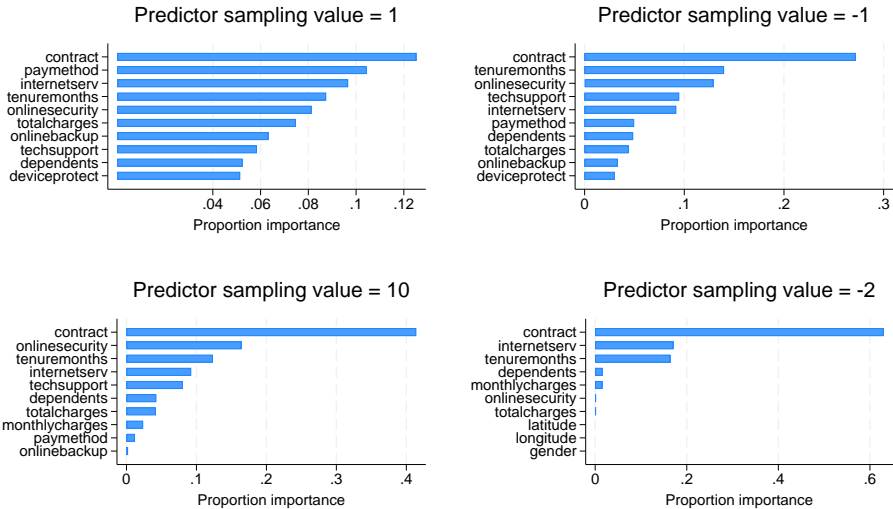 Predictor sampling value = 1
contract
paymethod
internetserv
tenuremonths
onlinesecurity
totalcharges
onlinebackup
techsupport
dependents
deviceprotect
.04 .06 .08 .1 .12
Proportion importance
Predictor sampling value = -1
contract
tenuremonths
onlinesecurity
techsupport
internetserv
paymethod
dependents
totalcharges
onlinebackup
deviceprotect
0 .1 .2 .3
Proportion importance
Predictor sampling value = 10
contract
onlinesecurity
tenuremonths
internetserv
techsupport
dependents
totalcharges
monthlycharges
paymethod
onlinebackup
0 .1 .2 .3 .4
Proportion importance
Predictor sampling value = -2
contract
internetserv
tenuremonths
dependents
monthlycharges
onlinesecurity
totalcharges
latitude
longitude
gender
0 .2 .4 .6
Proportion importance